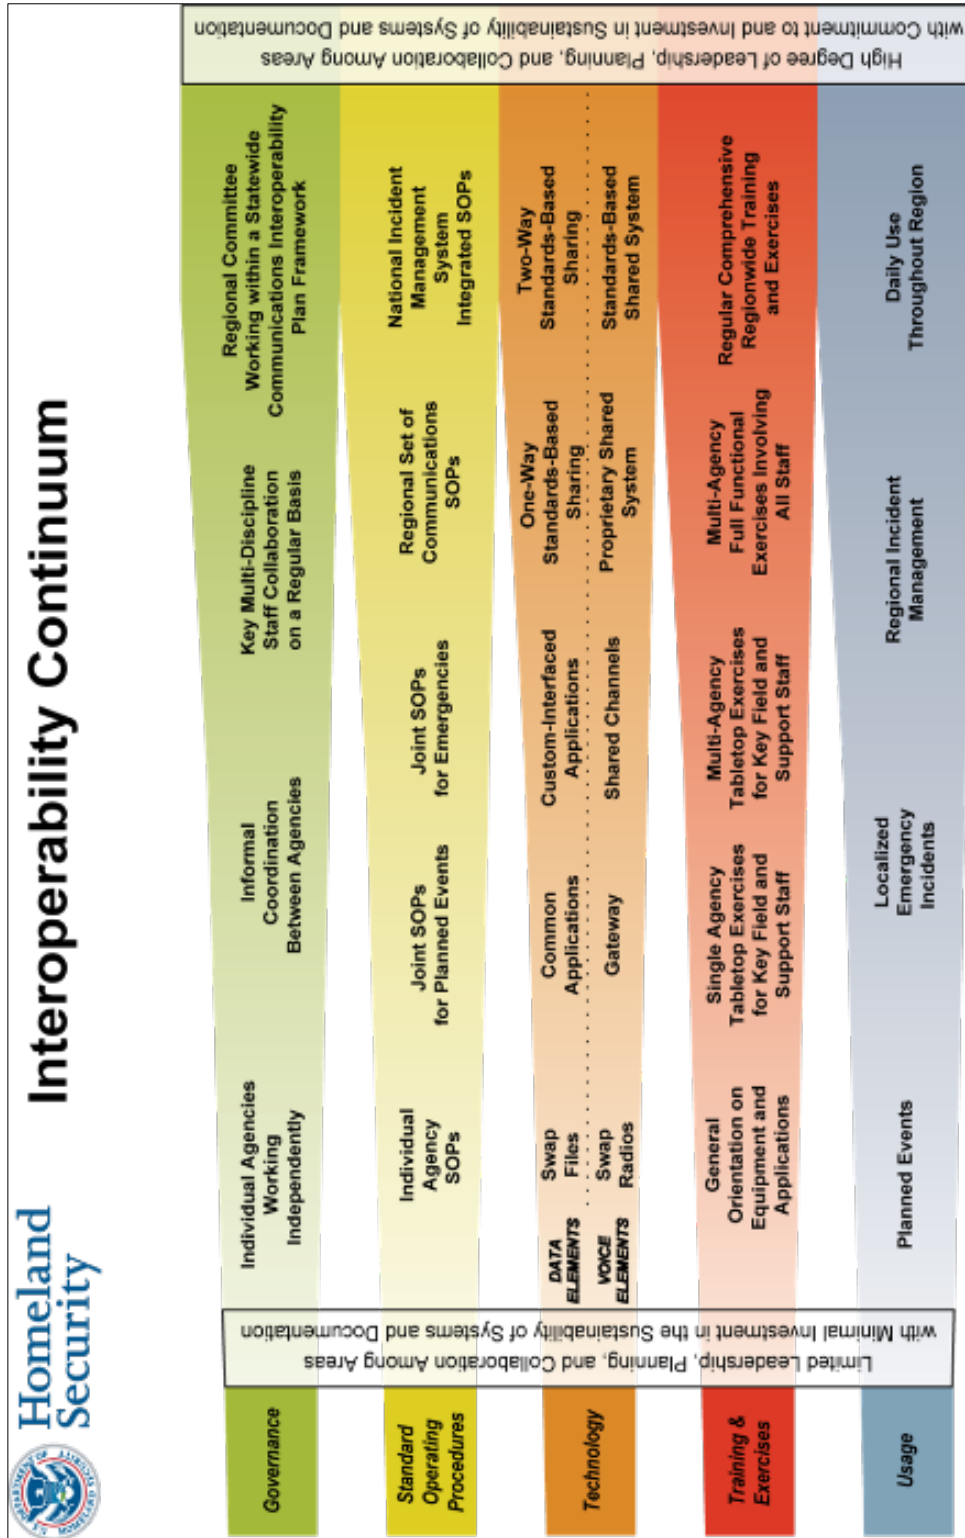 Homeland
Security
Interoperability Continuum
Limited Leadership, Planning, and Collaboration Among Areas
with Minimal Investment in the Sustainability of Systems and Documentation
High Degree of Leadership, Planning, and Collaboration Among Areas
with Commitment to and Investment in Sustainability of Systems and Documentation
Governance
Individual Agencies
Working
Independently
Informal
Coordination
Between Agencies
Key Multi-Discipline
Staff Collaboration
on a Regular Basis
Regional Committee
Working within a Statewide
Communications Interoperability
Plan Framework
Standard
Operating
Procedures
Individual
Agency
SOPs
Joint SOPs
for Planned Events
Joint SOPs
for Emergencies
Regional Set of
Communications
SOPs
National Incident
Management
System
Integrated SOPs
Technology
DATA
ELEMENTS
Swap
Files
Common
Applications
Custom-Interfaced
Applications
One-Way
Standards-Based
Sharing
Two-Way
Standards-Based
Sharing
VOICE
ELEMENTS
Swap
Radios
Gateway
Shared Channels
Proprietary Shared
System
Standards-Based
Shared System
Training &
Exercises
General
Orientation on
Equipment and
Applications
Single Agency
Tabletop Exercises
for Key Field and
Support Staff
Multi-Agency
Tabletop Exercises
for Key Field and
Support Staff
Multi-Agency
Full Functional
Exercises Involving
All Staff
Regular Comprehensive
Regionwide Training
and Exercises
Usage
Planned Events
Localized
Emergency
Incidents
Regional Incident
Management
Daily Use
Throughout Region